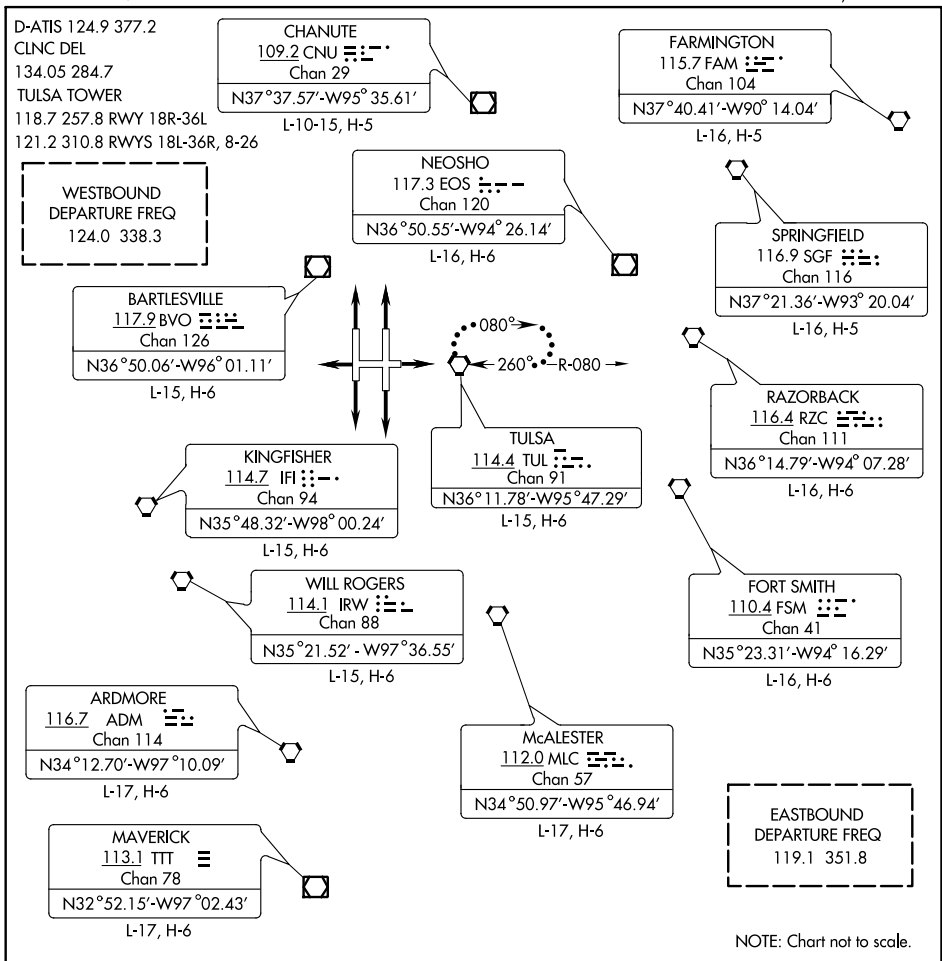 D-ATIS 124.9 377.2
CLNC DEL
134.05 284.7
TULSA TOWER
118.7 257.8 RWY 18R-36L
121.2 310.8 RWYS 18L-36R, 8-26
WESTBOUND
DEPARTURE FREQ
124.0 338.3
CHANUTE
109.2 CNU
Chan 29
N37°37.57'-W95°35.61'
L-10-15, H-5
FARMINGTON
115.7 FAM
Chan 104
N37°40.41'-W90°14.04'
L-16, H-5
NEOSHO
117.3 EOS
Chan 120
N36°50.55'-W94°26.14'
L-16, H-6
SPRINGFIELD
116.9 SGF
Chan 116
N37°21.36'-W93°20.04'
L-16, H-5
BARTLESVILLE
117.9 BVO
Chan 126
N36°50.06'-W96°01.11'
L-15, H-6
080°
260°
R-080
RAZORBACK
116.4 RZC
Chan 111
N36°14.79'-W94°07.28'
L-16, H-6
TULSA
114.4 TUL
Chan 91
N36°11.78'-W95°47.29'
L-15, H-6
KINGFISHER
114.7 IFI
Chan 94
N35°48.32'-W98°00.24'
L-15, H-6
WILL ROGERS
114.1 IRW
Chan 88
N35°21.52' - W97°36.55'
L-15, H-6
FORT SMITH
110.4 FSM
Chan 41
N35°23.31'-W94°16.29'
L-16, H-6
ARDMORE
116.7 ADM
Chan 114
N34°12.70'-W97°10.09'
L-17, H-6
McALESTER
112.0 MLC
Chan 57
N34°50.97'-W95°46.94'
L-17, H-6
MAVERICK
113.1 TTT
Chan 78
N32°52.15'-W97°02.43'
L-17, H-6
EASTBOUND
DEPARTURE FREQ
119.1 351.8
NOTE: Chart not to scale.